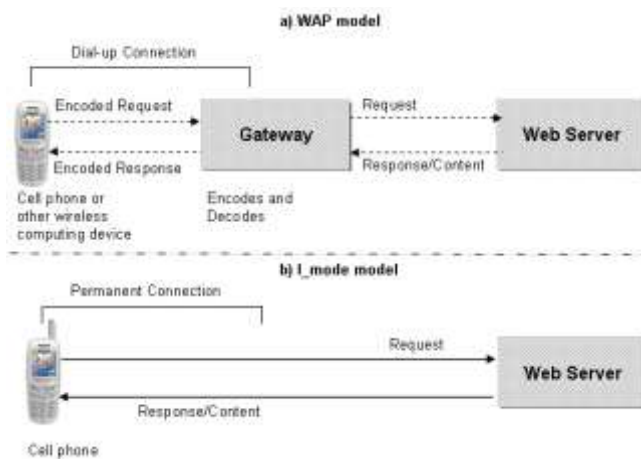 a) WAP model
Dial-up Connection
Encoded Request
Request
Gateway
Web Server
Encoded Response
Response/Content
Cell phone or
other wireless
computing device
Encodes and
Decodes
b) I_mode model
Permanent Connection
Request
Web Server
Response/Content
Cell phone